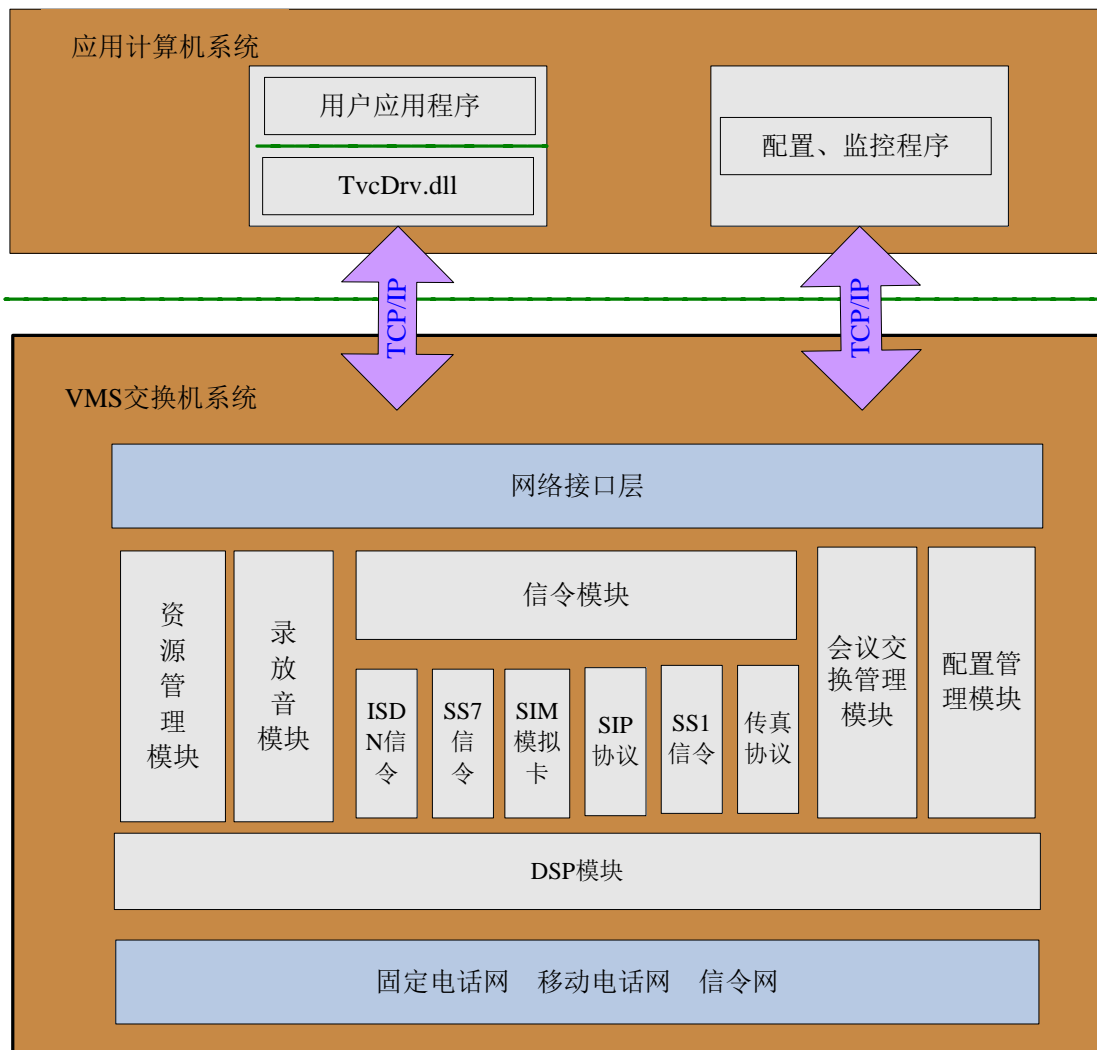 应用计算机系统
用户应用程序
TvcDrv.dll
配置、监控程序
TCP/IP
TCP/IP
VMS交换机系统
网络接口层
资
源
管
理
模块
录
放
音
模块
信令模块
ISD
N信
令
SS7
信
令
SIM
模拟
卡
SIP
协议
SS1
信令
传真
协议
会议交
换管理
模块
配置管
理模块
DSP模块
固定电话网 移动电话网 信令网